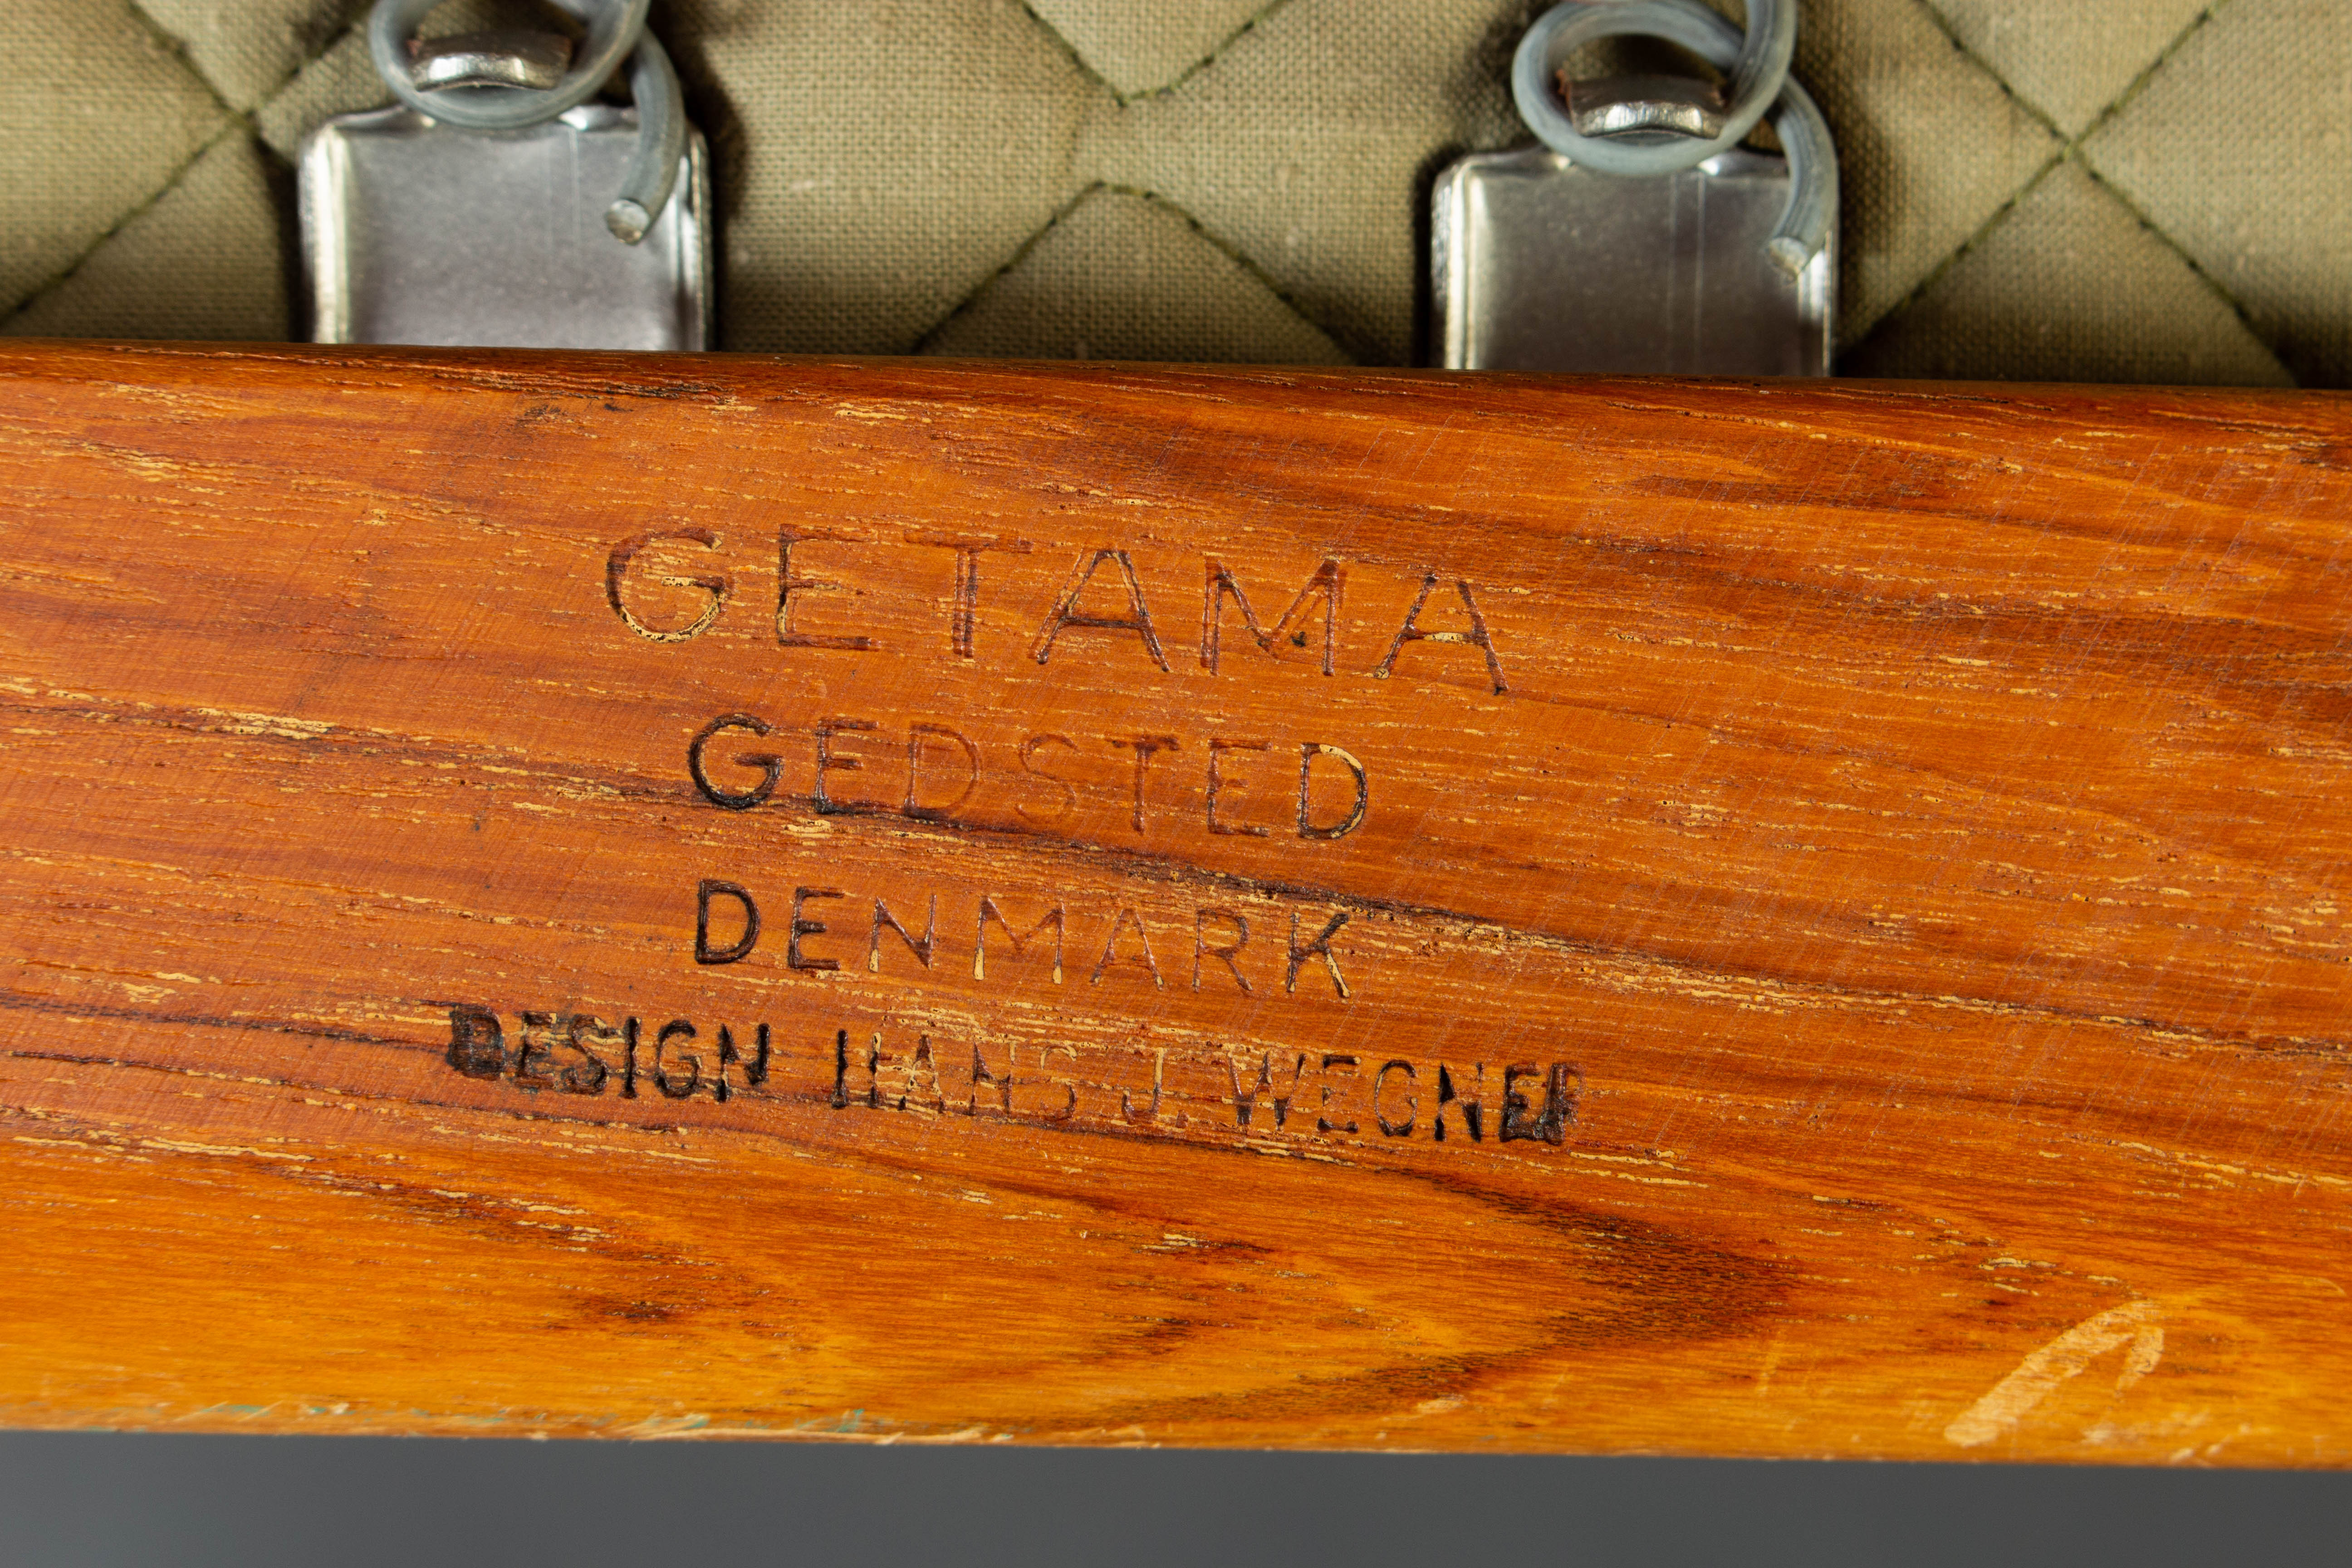 GETAMA
GEDSTED
DENMARK
DESIGN HANS J. WEGNER